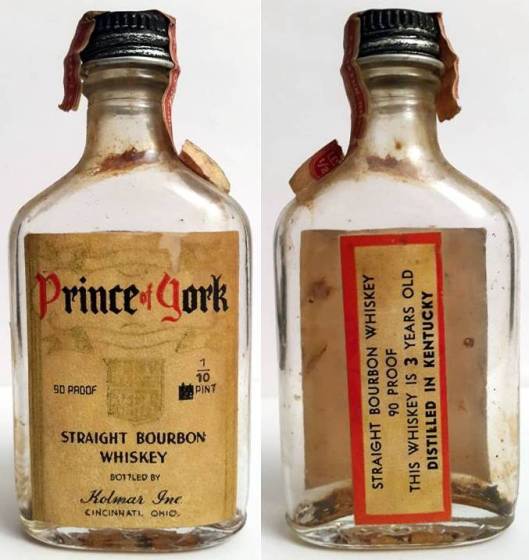 Prince of York
90 PROOF
1/10
PINT
STRAIGHT BOURBON
WHISKEY
BOTTLED BY
Holmar Inc.
CINCINNATI, OHIO.
STRAIGHT BOURBON WHISKEY
90 PROOF
THIS WHISKEY IS 3 YEARS OLD
DISTILLED IN KENTUCKY